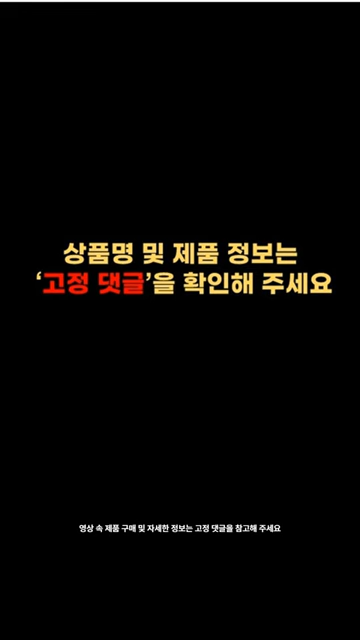 상품명 및 제품 정보는
‘고정 댓글’을 확인해 주세요
영상 속 제품 구매 및 자세한 정보는 고정 댓글을 참고해 주세요